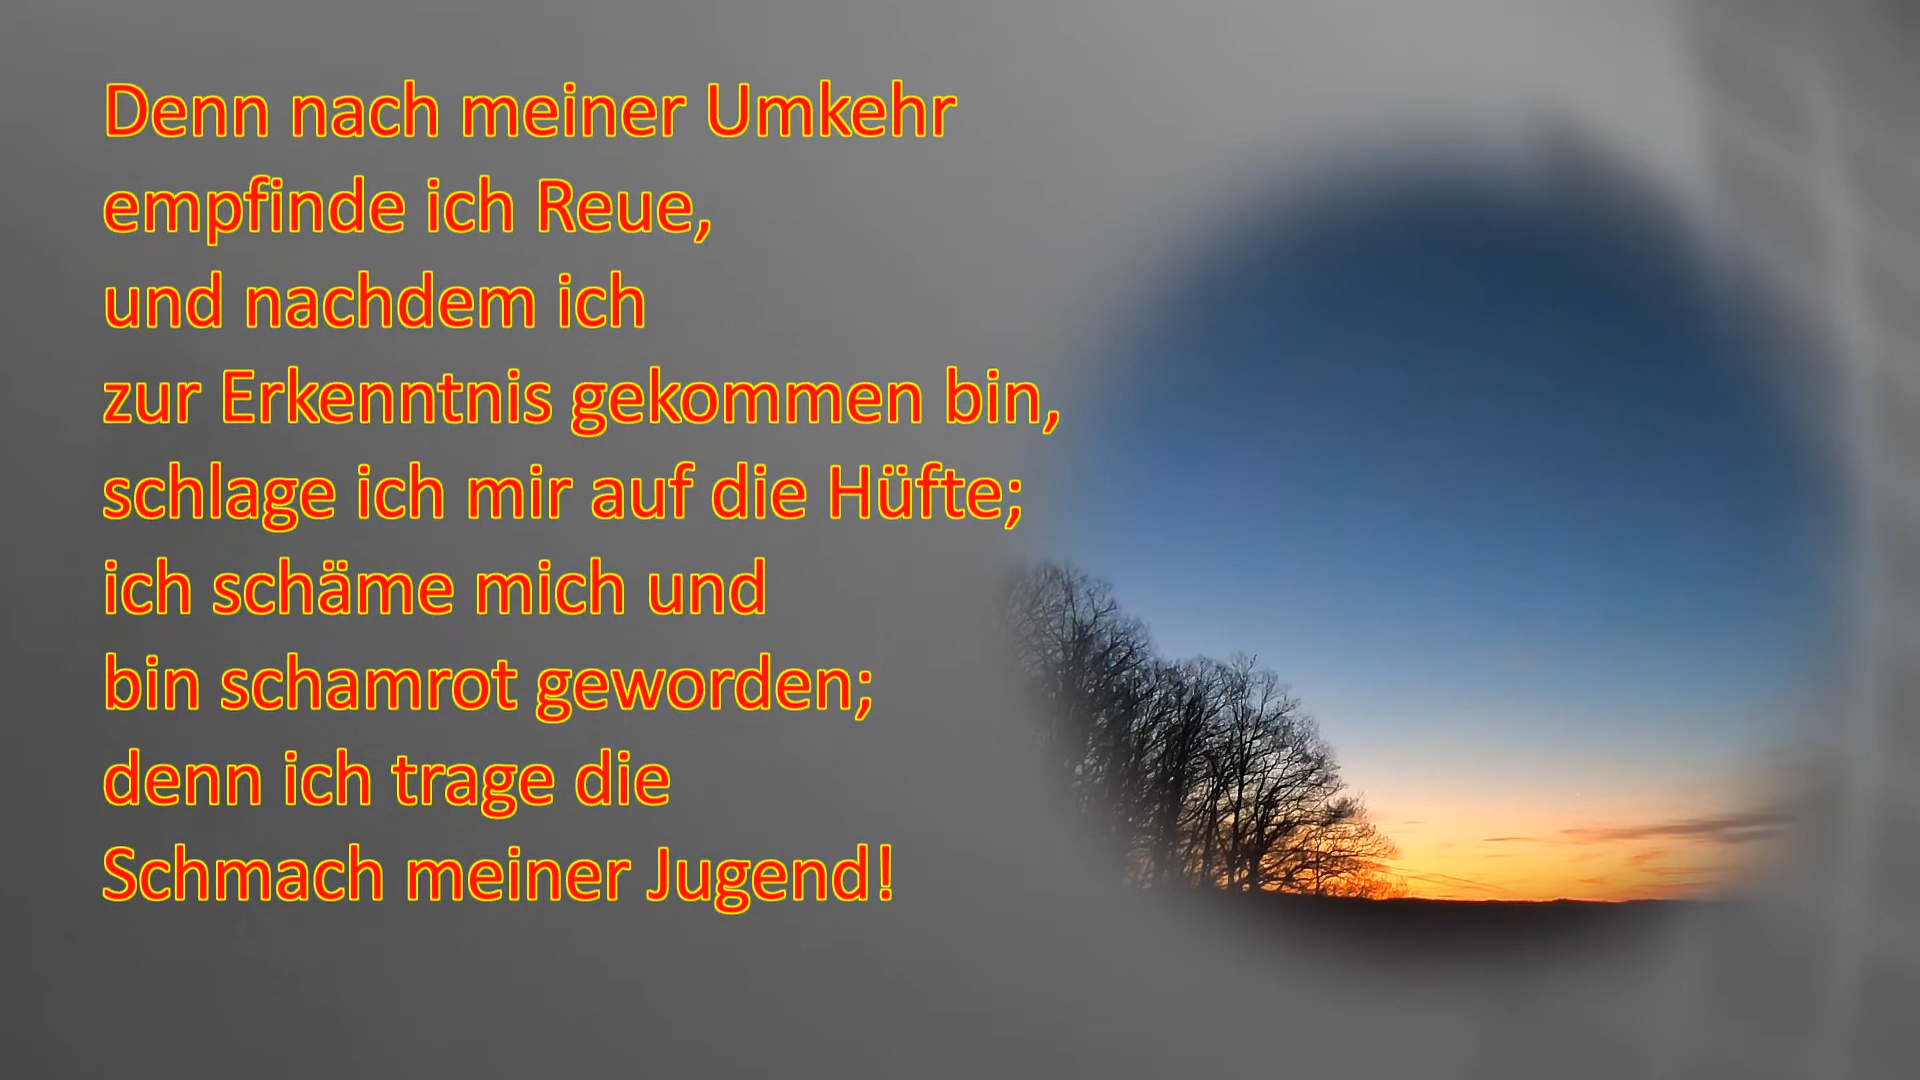 Denn nach meiner Umkehr
empfinde ich Reue,
und nachdem ich
zur Erkenntnis gekommen bin,
schlage ich mir auf die Hüfte;
ich schäme mich und
bin schamrot geworden;
denn ich trage die
Schmach meiner Jugend!